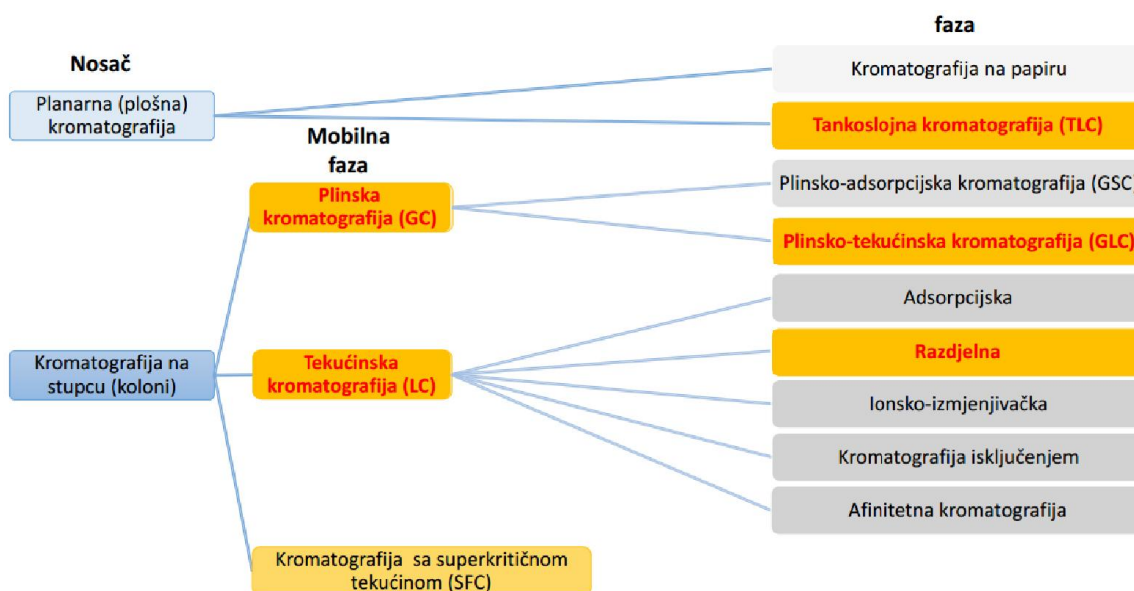 faza
Nosač
Kromatografija na papiru
Planarna (plošna)
kromatografija
Tankoslojna kromatografija (TLC)
Mobilna
faza
Plinska
kromatografija (GC)
Plinsko-adsorpcijska kromatografija (GSC)
Plinsko-tekućinska kromatografija (GLC)
Adsorpcijska
Kromatografija na
stupcu (koloni)
Tekućinska
kromatografija (LC)
Razdjelna
Ionsko-izmjenjivačka
Kromatografija isključenjem
Afinitetna kromatografija
Kromatografija sa superkritičnom
tekućinom (SFC)